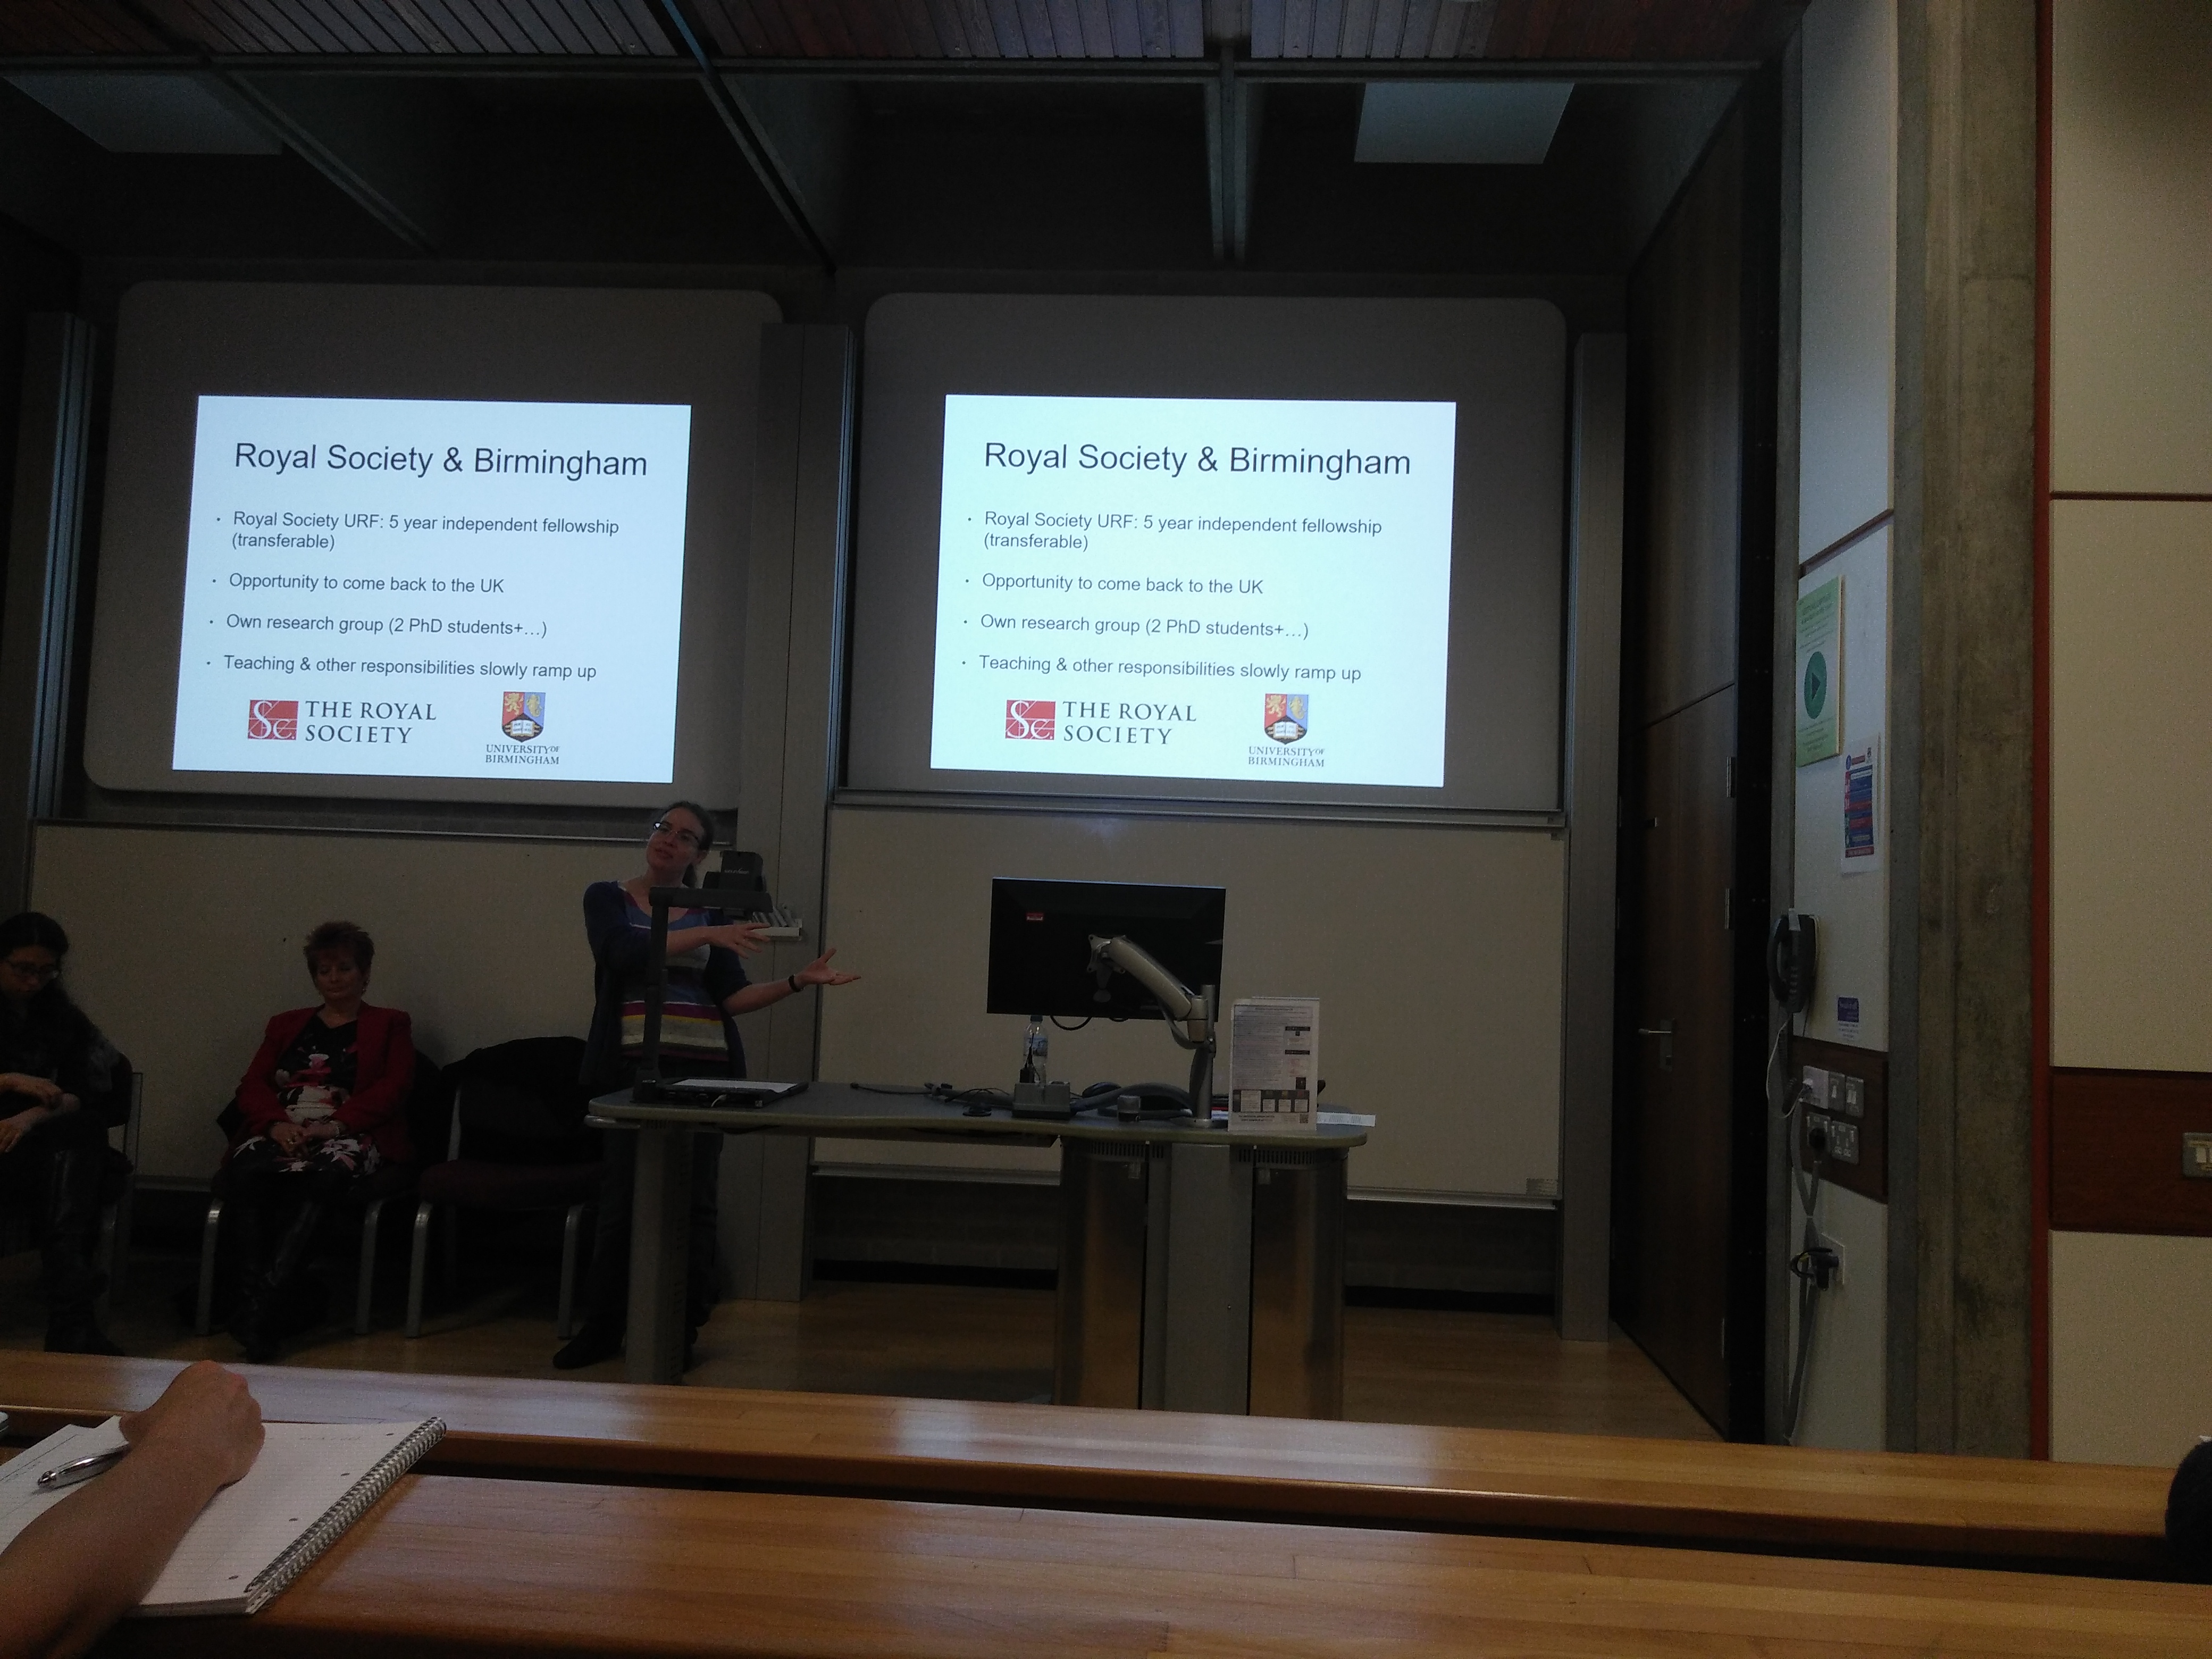 Royal Society & Birmingham
· Royal Society URF: 5 year independent fellowship
(transferable)
· Opportunity to come back to the UK
· Own research group (2 PhD students+...)
· Teaching & other responsibilities slowly ramp up
THE ROYAL
SOCIETY
UNIVERSITY OF
BIRMINGHAM
Royal Society & Birmingham
· Royal Society URF: 5 year independent fellowship
(transferable)
· Opportunity to come back to the UK
· Own research group (2 PhD students+...)
· Teaching & other responsibilities slowly ramp up
THE ROYAL
SOCIETY
UNIVERSITY OF
BIRMINGHAM